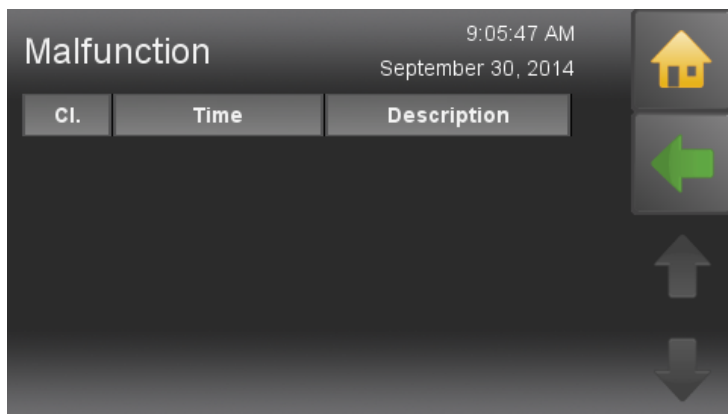 Malfunction
9:05:47 AM
September 30, 2014
Cl. Time Description